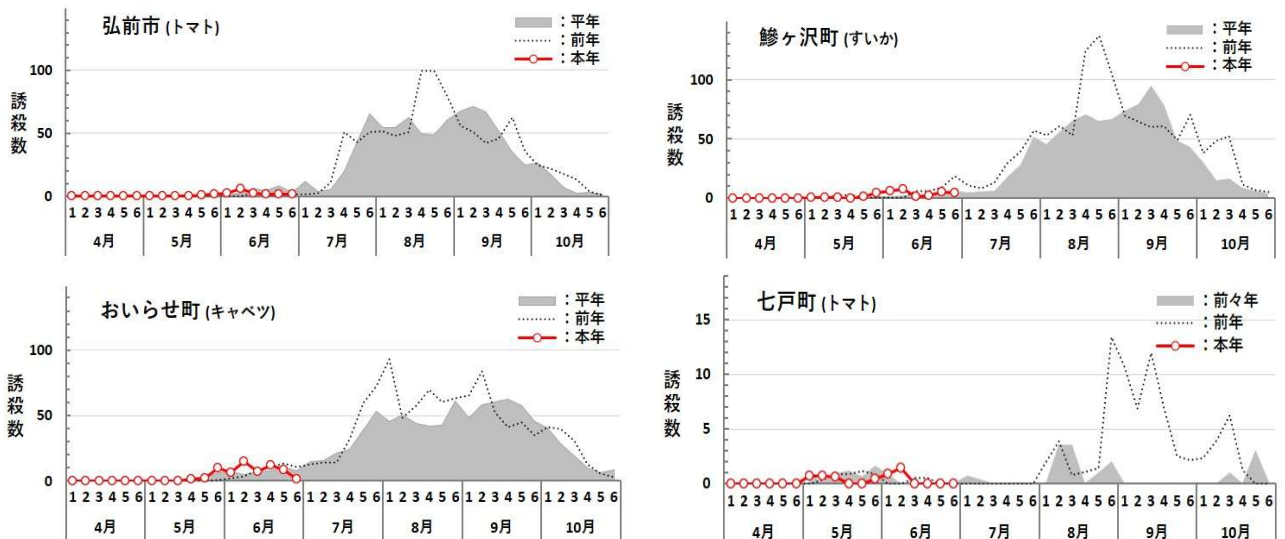 弘前市 (トマト)
：平年
：前年
：本年
誘殺数
100
50
0
1 2 3 4 5 6 1 2 3 4 5 6 1 2 3 4 5 6 1 2 3 4 5 6 1 2 3 4 5 6 1 2 3 4 5 6 1 2 3 4 5 6
4月 5月 6月 7月 8月 9月 10月
鰺ヶ沢町 (すいか)
：平年
：前年
：本年
誘殺数
100
50
0
1 2 3 4 5 6 1 2 3 4 5 6 1 2 3 4 5 6 1 2 3 4 5 6 1 2 3 4 5 6 1 2 3 4 5 6 1 2 3 4 5 6
4月 5月 6月 7月 8月 9月 10月
おいらせ町 (キャベツ)
：平年
：前年
：本年
誘殺数
100
50
0
1 2 3 4 5 6 1 2 3 4 5 6 1 2 3 4 5 6 1 2 3 4 5 6 1 2 3 4 5 6 1 2 3 4 5 6 1 2 3 4 5 6
4月 5月 6月 7月 8月 9月 10月
七戸町 (トマト)
：前々年
：前年
：本年
誘殺数
15
10
5
0
1 2 3 4 5 6 1 2 3 4 5 6 1 2 3 4 5 6 1 2 3 4 5 6 1 2 3 4 5 6 1 2 3 4 5 6 1 2 3 4 5 6
4月 5月 6月 7月 8月 9月 10月